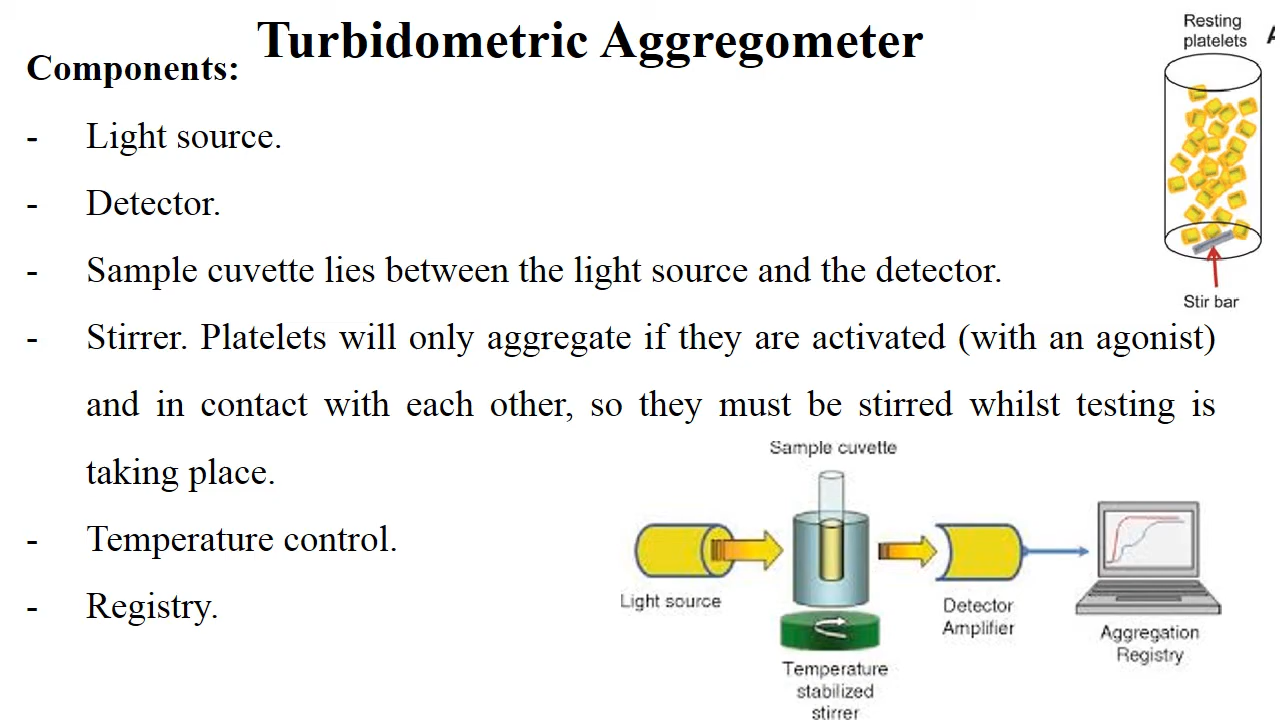 Turbidometric Aggregometer
Components:
- Light source.
- Detector.
- Sample cuvette lies between the light source and the detector.
- Stirrer. Platelets will only aggregate if they are activated (with an agonist)
and in contact with each other, so they must be stirred whilst testing is
taking place.
- Temperature control.
- Registry.
Resting
platelets
Stir bar
Sample cuvette
Light source
Temperature
stabilized
stirrer
Detector
Amplifier
Aggregation
Registry